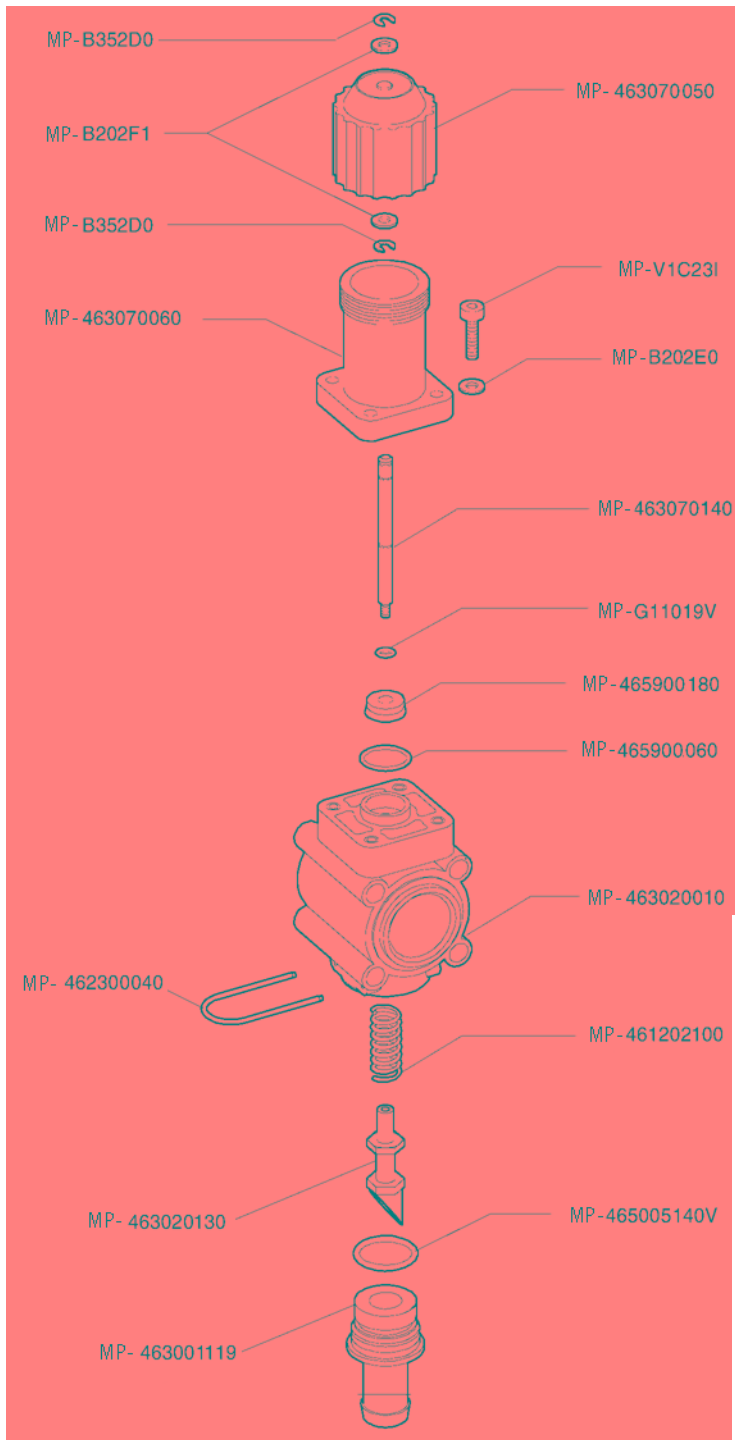 MP-B352D0
MP- 463070050
MP- B202F1
MP-B352D0
MP-V1C23I
MP- 463070060
MP-B202E0
MP-463070140
MP-G11019V
MP-465900180
MP-465900060
MP- 463020010
MP- 462300040
MP-461202100
MP-465005140V
MP- 463020130
MP- 463001119